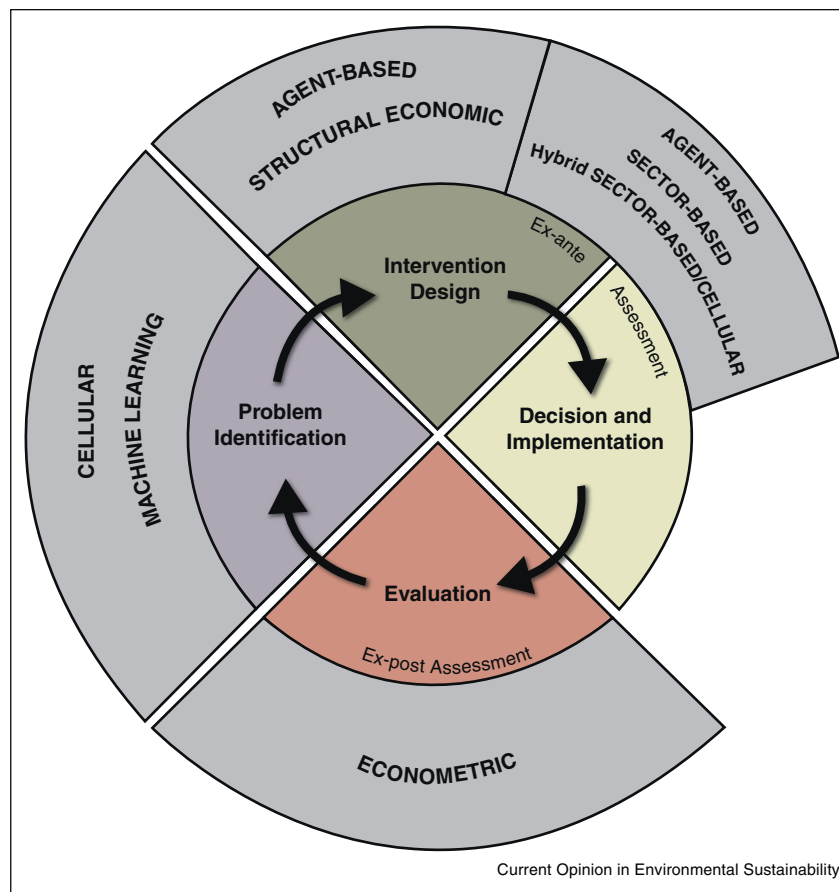 AGENT-BASED
STRUCTURAL ECONOMIC
AGENT-BASED
SECTOR-BASED
Hybrid SECTOR-BASED/CELLULAR
Ex-ante
Assessment
Intervention
Design
Decision and
Implementation
Problem
Identification
CELLULAR
MACHINE LEARNING
Evaluation
Ex-post Assessment
ECONOMETRIC
Current Opinion in Environmental Sustainability